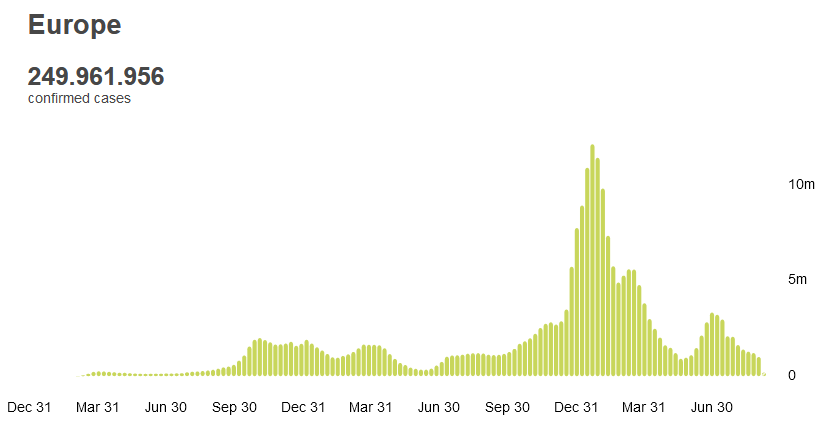 Europe
249.961.956
confirmed cases
10m
5m
0
Dec 31 Mar 31 Jun 30 Sep 30 Dec 31 Mar 31 Jun 30 Sep 30 Dec 31 Mar 31 Jun 30